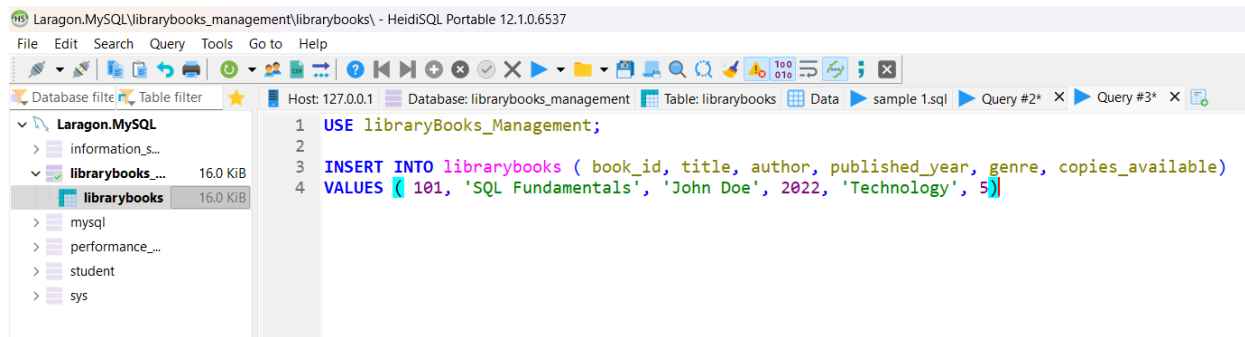 HS Laragon.MySQL\librarybooks_management\librarybooks\ - HeidiSQL Portable 12.1.0.6537
File Edit Search Query Tools Go to Help
Database filte Table filter Host: 127.0.0.1 Database: librarybooks_management Table: librarybooks Data sample 1.sql Query #2* Query #3*
Laragon.MySQL
information_s...
librarybooks_... 16.0 KiB
librarybooks 16.0 KiB
mysql
performance_...
student
sys
1 USE libraryBooks_Management;
2
3 INSERT INTO librarybooks ( book_id, title, author, published_year, genre, copies_available)
4 VALUES ( 101, 'SQL Fundamentals', 'John Doe', 2022, 'Technology', 5)